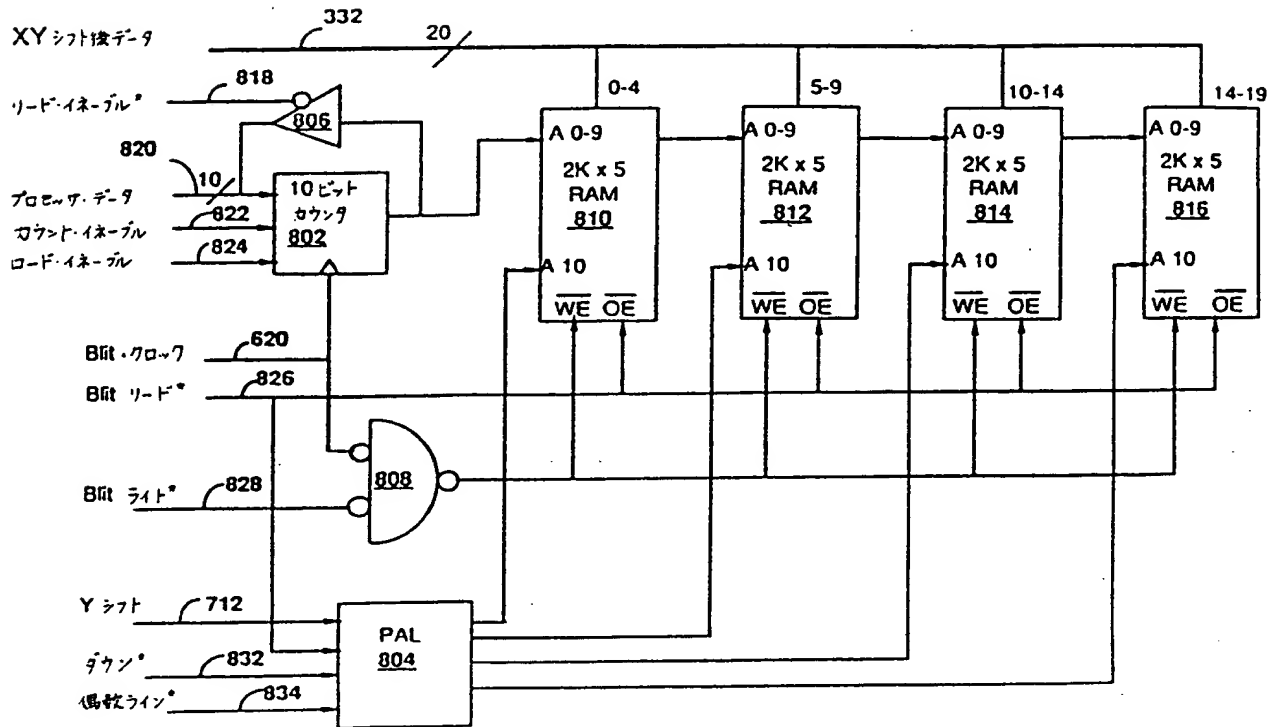 332
XY シフト後データ
20
818
リード・イネーブル*
806
0-4
5-9
10-14
14-19
820
10
プロセッサ・データ
822
カウント・イネーブル
824
ロード・イネーブル
10 ビット
カウンタ
802
A 0-9
2K x 5
RAM
810
A 10
WE OE
A 0-9
2K x 5
RAM
812
A 10
WE OE
A 0-9
2K x 5
RAM
814
A 10
WE OE
A 0-9
2K x 5
RAM
816
A 10
WE OE
Blit・クロック
620
Blit リード*
826
808
Blit ライト*
828
Y シフト
712
ダウン*
832
偶数ライン*
834
PAL
804